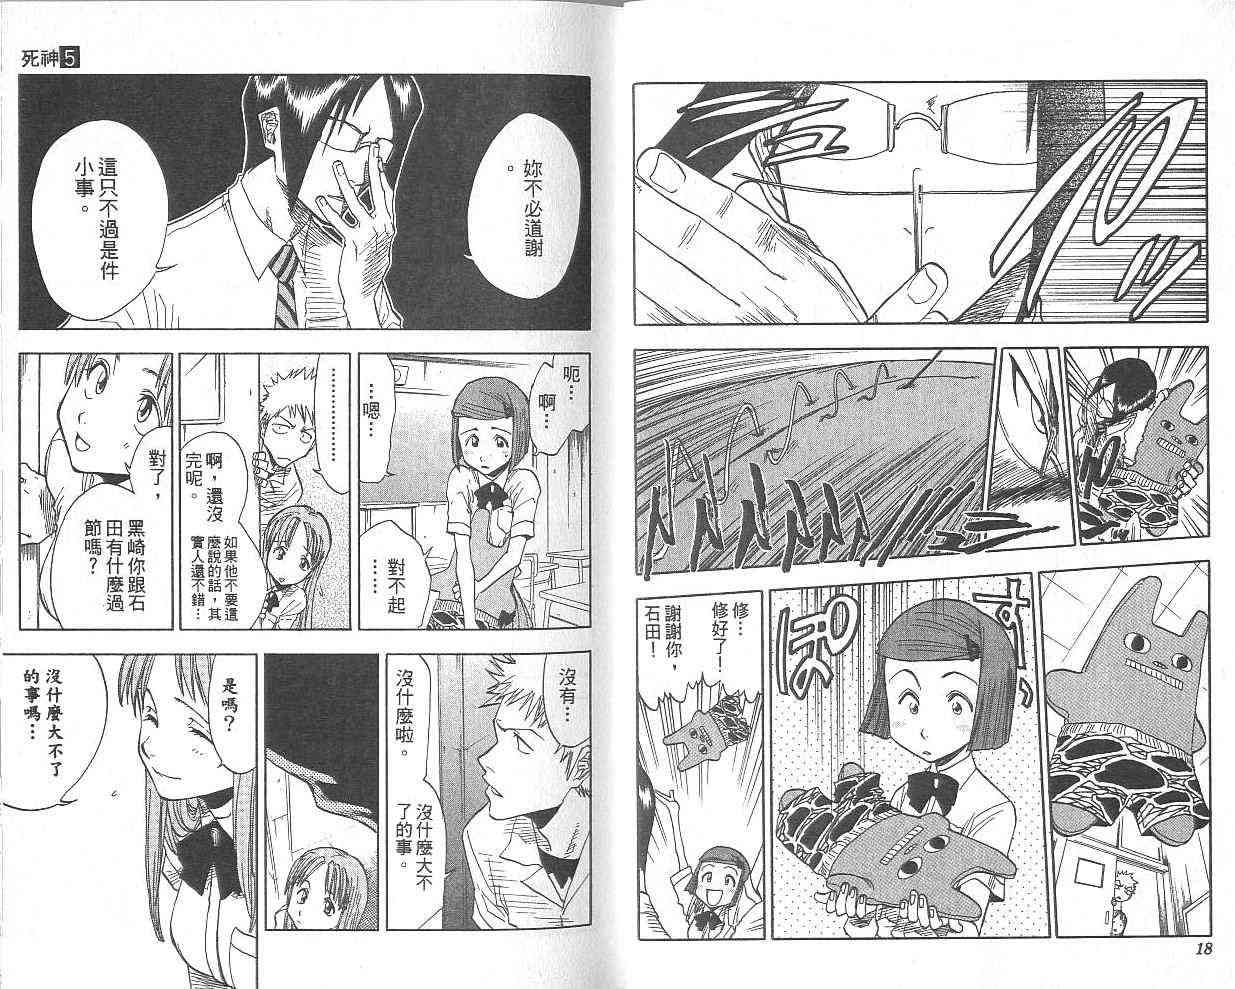 修…
修好了！
謝謝你，
石田！
すっ
ぽ
18
死神5
妳不必道謝
。
這只不過是件
小事。
呃…
啊…
…嗯…
對不起
……
………………
啊，還沒
完呢。
如果他不要這
麼說的話，其
實人還不錯…
對了，
黑崎你跟石
田有什麼過
節嗎？
沒有…
沒什麼啦。
沒什麼大不
了的事。
是嗎？
沒什麼大不了
的事嗎…